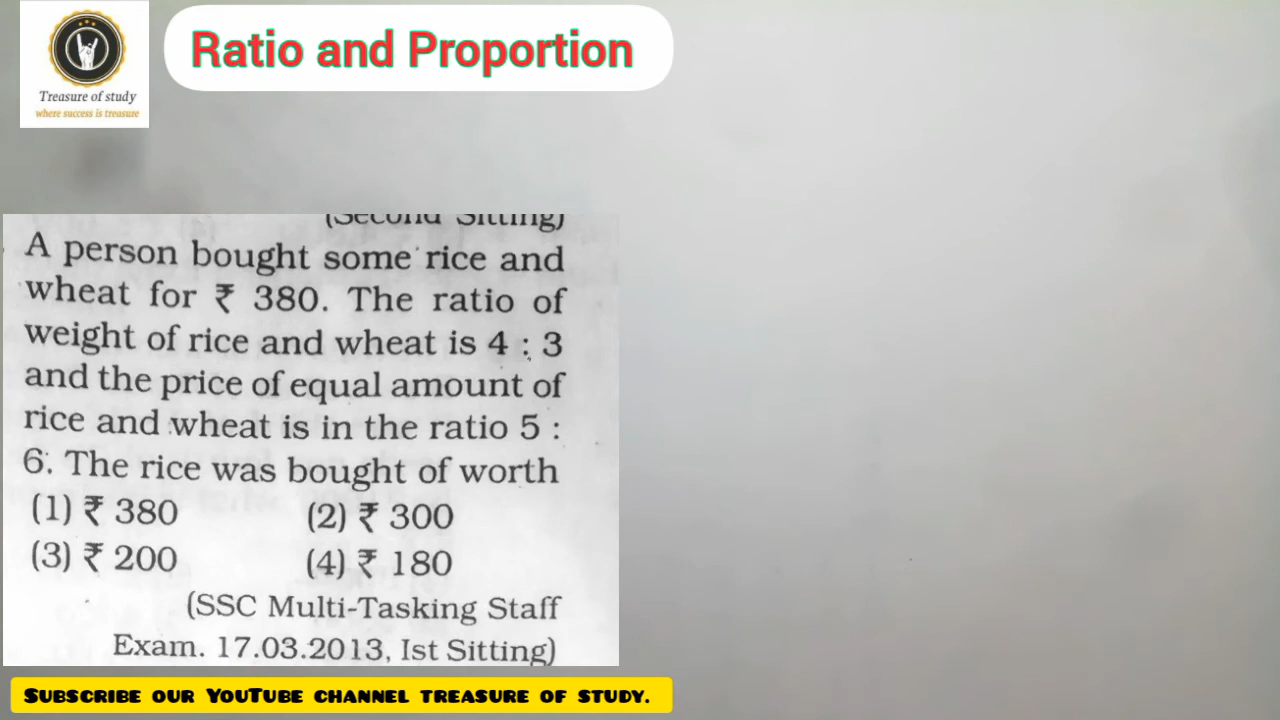 Ratio and Proportion
Treasure of study
where success is treasure
(Second Sitting)
A person bought some rice and
wheat for ₹ 380. The ratio of
weight of rice and wheat is 4 : 3
and the price of equal amount of
rice and wheat is in the ratio 5 :
6. The rice was bought of worth
(1) ₹ 380 (2) ₹ 300
(3) ₹ 200 (4) ₹ 180
(SSC Multi-Tasking Staff
Exam. 17.03.2013, Ist Sitting)
SUBSCRIBE OUR YOUTUBE CHANNEL TREASURE OF STUDY.